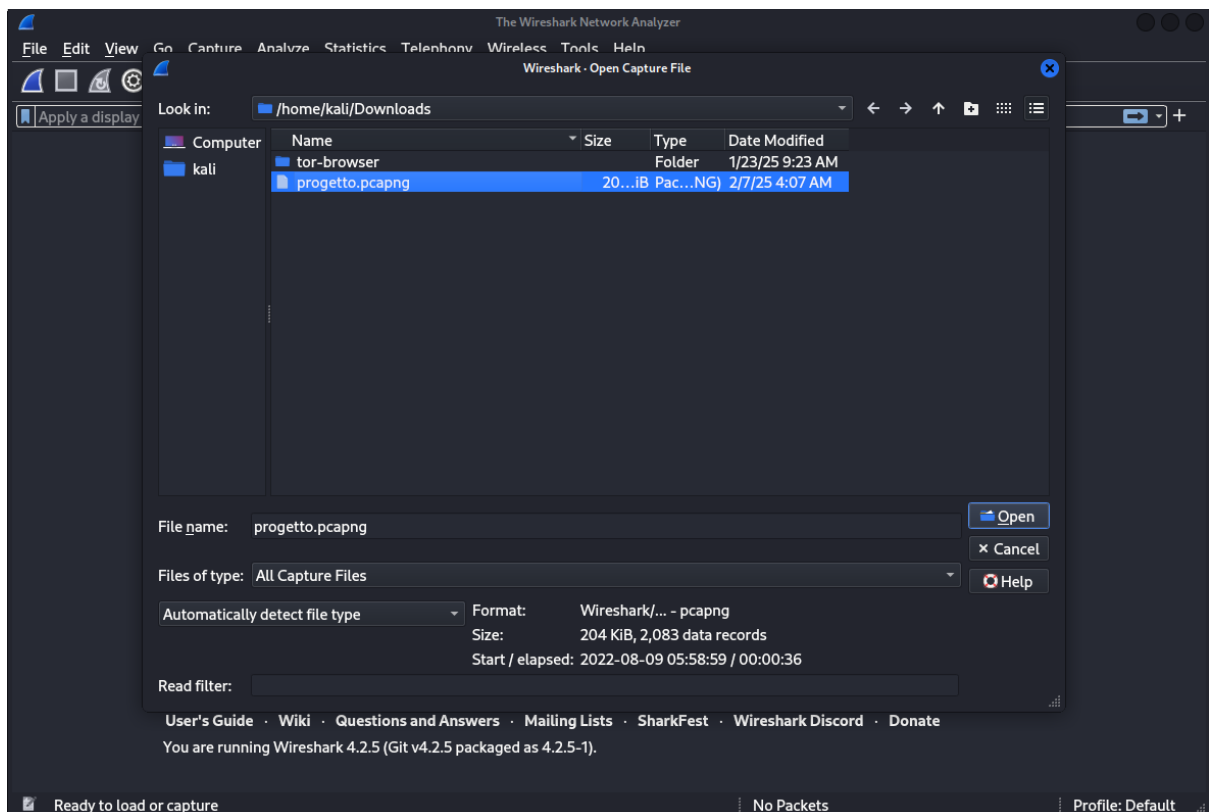 The Wireshark Network Analyzer
File Edit View Go Capture Analyze Statistics Telephony Wireless Tools Help
Wireshark · Open Capture File
Apply a display
Look in: /home/kali/Downloads
Computer
kali
Name Size Type Date Modified
tor-browser Folder 1/23/25 9:23 AM
progetto.pcapng 20...iB Pac...NG) 2/7/25 4:07 AM
File name: progetto.pcapng
Open
Cancel
Files of type: All Capture Files
Help
Automatically detect file type
Format: Wireshark/... - pcapng
Size: 204 KiB, 2,083 data records
Start / elapsed: 2022-08-09 05:58:59 / 00:00:36
Read filter:
User's Guide · Wiki · Questions and Answers · Mailing Lists · SharkFest · Wireshark Discord · Donate
You are running Wireshark 4.2.5 (Git v4.2.5 packaged as 4.2.5-1).
Ready to load or capture No Packets Profile: Default